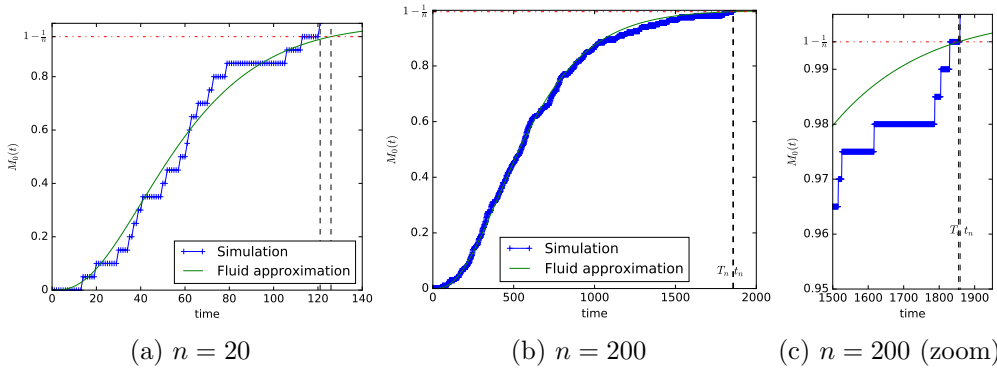 1 − 1/n
0.8
0.6
0.4
0.2
0
M₀(t)
0 20 40 60 80 100 120 140
time
Simulation
Fluid approximation
(a) n = 20
1 − 1/n
0.8
0.6
0.4
0.2
0
M₀(t)
0 500 1000 1500 2000
time
Tₙ tₙ
Simulation
Fluid approximation
(b) n = 200
1 − 1/n
0.99
0.98
0.97
0.96
0.95
M₀(t)
1500 1600 1700 1800 1900
time
Tₙ tₙ
(c) n = 200 (zoom)